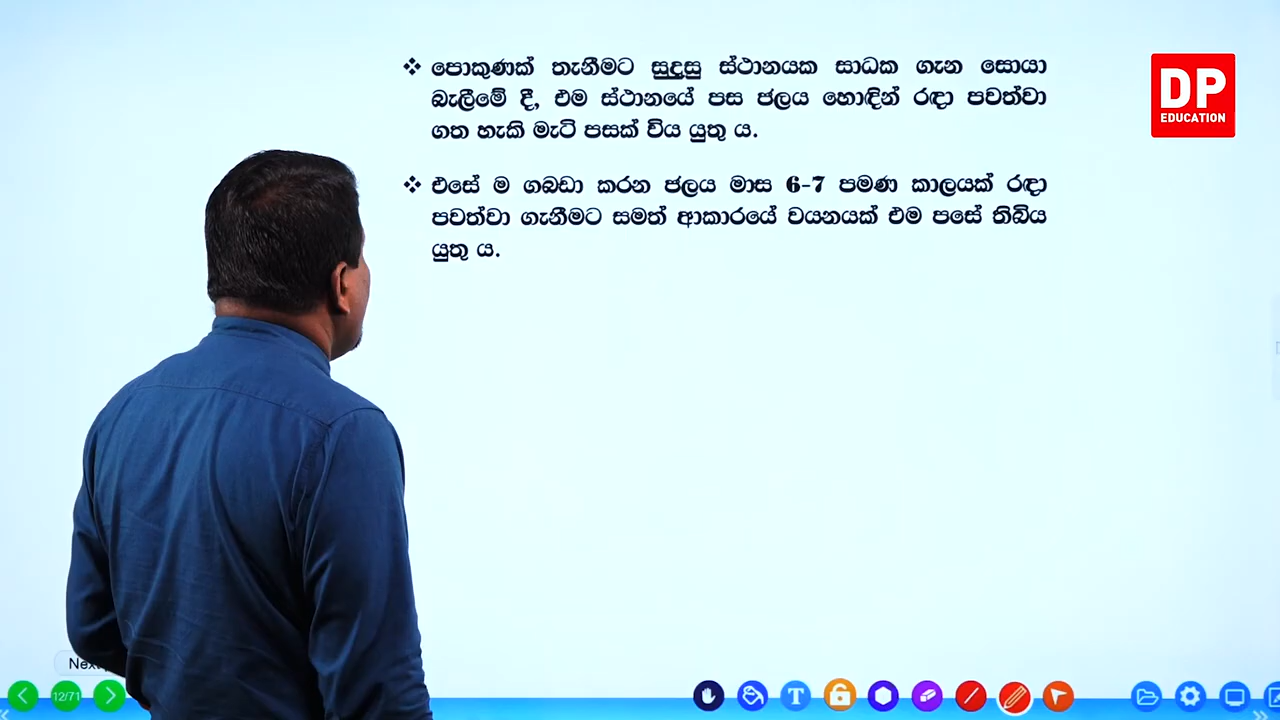 ❖ පොකුණක් තැනීමට සුදුසු ස්ථානයක සාධක ගැන සොයා
බැලීමේ දී, එම ස්ථානයේ පස ජලය හොඳින් රඳා පවත්වා
ගත හැකි මැටි පසක් විය යුතු ය.
❖ එසේ ම ගබඩා කරන ජලය මාස 6-7 පමණ කාලයක් රඳා
පවත්වා ගැනීමට සමත් ආකාරයේ වයනයක් එම පසේ තිබිය
යුතු ය.
DP
EDUCATION
12/71
T